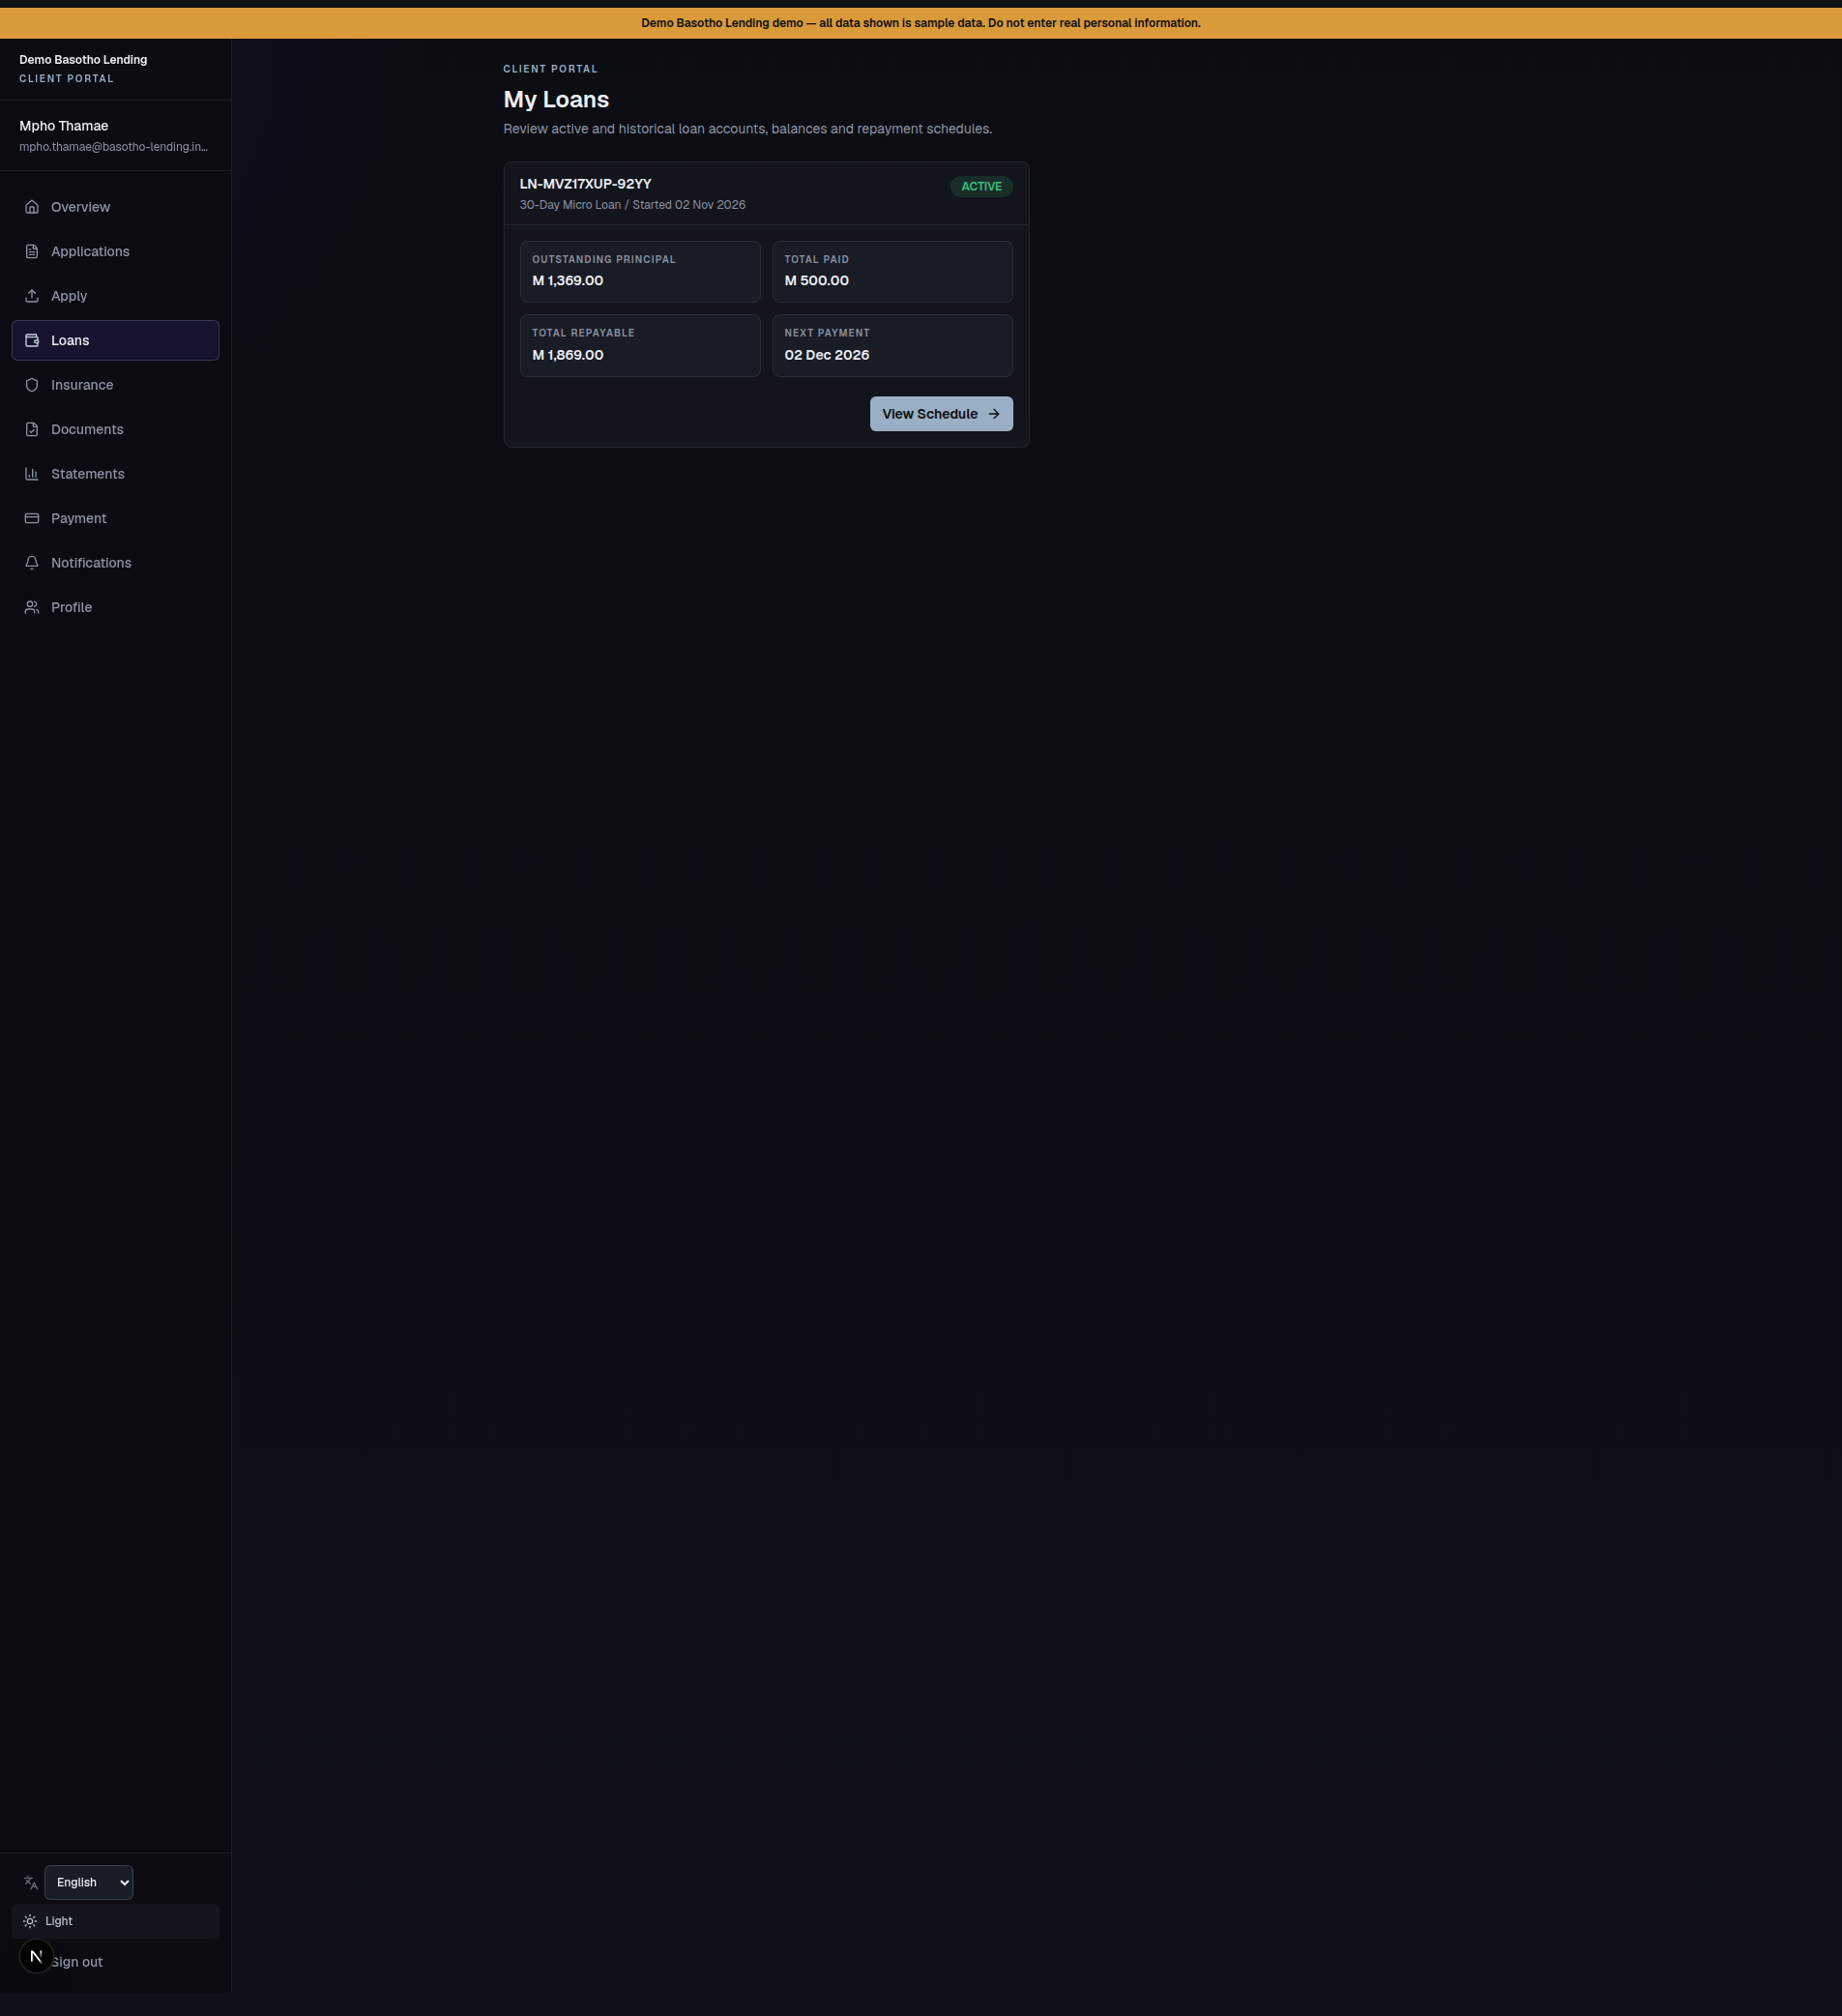 Demo Basotho Lending demo — all data shown is sample data. Do not enter real personal information.
Demo Basotho Lending
CLIENT PORTAL
Mpho Thamae
mpho.thamae@basotho-lending.in…
Overview
Applications
Apply
Loans
Insurance
Documents
Statements
Payment
Notifications
Profile
English
Light
Sign out
CLIENT PORTAL
My Loans
Review active and historical loan accounts, balances and repayment schedules.
LN-MVZ17XUP-92YY
ACTIVE
30-Day Micro Loan / Started 02 Nov 2026
OUTSTANDING PRINCIPAL
M 1,369.00
TOTAL PAID
M 500.00
TOTAL REPAYABLE
M 1,869.00
NEXT PAYMENT
02 Dec 2026
View Schedule